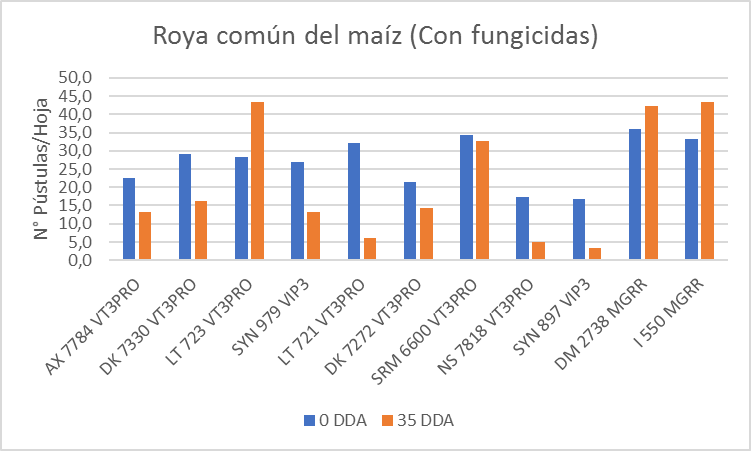 Roya común del maíz (Con fungicidas)
N° Pústulas/Hoja
50,0
45,0
40,0
35,0
30,0
25,0
20,0
15,0
10,0
5,0
0,0
AX 7784 VT3PRO
DK 7330 VT3PRO
LT 723 VT3PRO
SYN 979 VIP3
LT 721 VT3PRO
DK 7272 VT3PRO
SRM 6600 VT3PRO
NS 7818 VT3PRO
SYN 897 VIP3
DM 2738 MGRR
I 550 MGRR
0 DDA 35 DDA